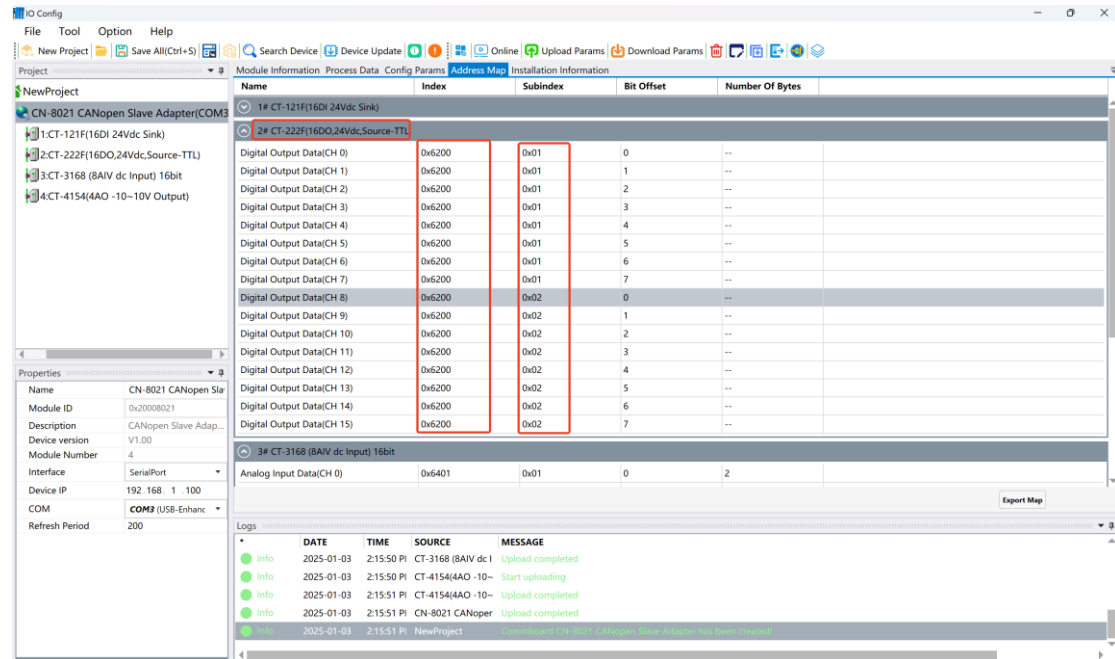 IO Config
File Tool Option Help
New Project Save All(Ctrl+S) Search Device Device Update Online Upload Params Download Params
Project
NewProject
CN-8021 CANopen Slave Adapter(COM3
1:CT-121F(16DI 24Vdc Sink)
2:CT-222F(16DO,24Vdc,Source-TTL)
3:CT-3168 (8AIV dc Input) 16bit
4:CT-4154(4AO -10~10V Output)
Properties
Name CN-8021 CANopen Sla
Module ID 0x20008021
Description CANopen Slave Adap...
Device version V1.00
Module Number 4
Interface SerialPort
Device IP 192.168. 1 .100
COM COM3 (USB-Enhanc
Refresh Period 200
Module Information Process Data Config Params Address Map Installation Information
Name Index Subindex Bit Offset Number Of Bytes
1# CT-121F(16DI 24Vdc Sink)
2# CT-222F(16DO,24Vdc,Source-TTL
Digital Output Data(CH 0) 0x6200 0x01 0 --
Digital Output Data(CH 1) 0x6200 0x01 1 --
Digital Output Data(CH 2) 0x6200 0x01 2 --
Digital Output Data(CH 3) 0x6200 0x01 3 --
Digital Output Data(CH 4) 0x6200 0x01 4 --
Digital Output Data(CH 5) 0x6200 0x01 5 --
Digital Output Data(CH 6) 0x6200 0x01 6 --
Digital Output Data(CH 7) 0x6200 0x01 7 --
Digital Output Data(CH 8) 0x6200 0x02 0 --
Digital Output Data(CH 9) 0x6200 0x02 1 --
Digital Output Data(CH 10) 0x6200 0x02 2 --
Digital Output Data(CH 11) 0x6200 0x02 3 --
Digital Output Data(CH 12) 0x6200 0x02 4 --
Digital Output Data(CH 13) 0x6200 0x02 5 --
Digital Output Data(CH 14) 0x6200 0x02 6 --
Digital Output Data(CH 15) 0x6200 0x02 7 --
3# CT-3168 (8AIV dc Input) 16bit
Analog Input Data(CH 0) 0x6401 0x01 0 2
Export Map
Logs
* DATE TIME SOURCE MESSAGE
Info 2025-01-03 2:15:50 PI CT-3168 (8AIV dc I Upload completed
Info 2025-01-03 2:15:50 PI CT-4154(4AO -10~ Start uploading
Info 2025-01-03 2:15:51 PI CT-4154(4AO -10~ Upload completed
Info 2025-01-03 2:15:51 PI CN-8021 CANoper Upload completed
Info 2025-01-03 2:15:51 PI NewProject Commboard CN-8021 CANopen Slave Adapter has been created!